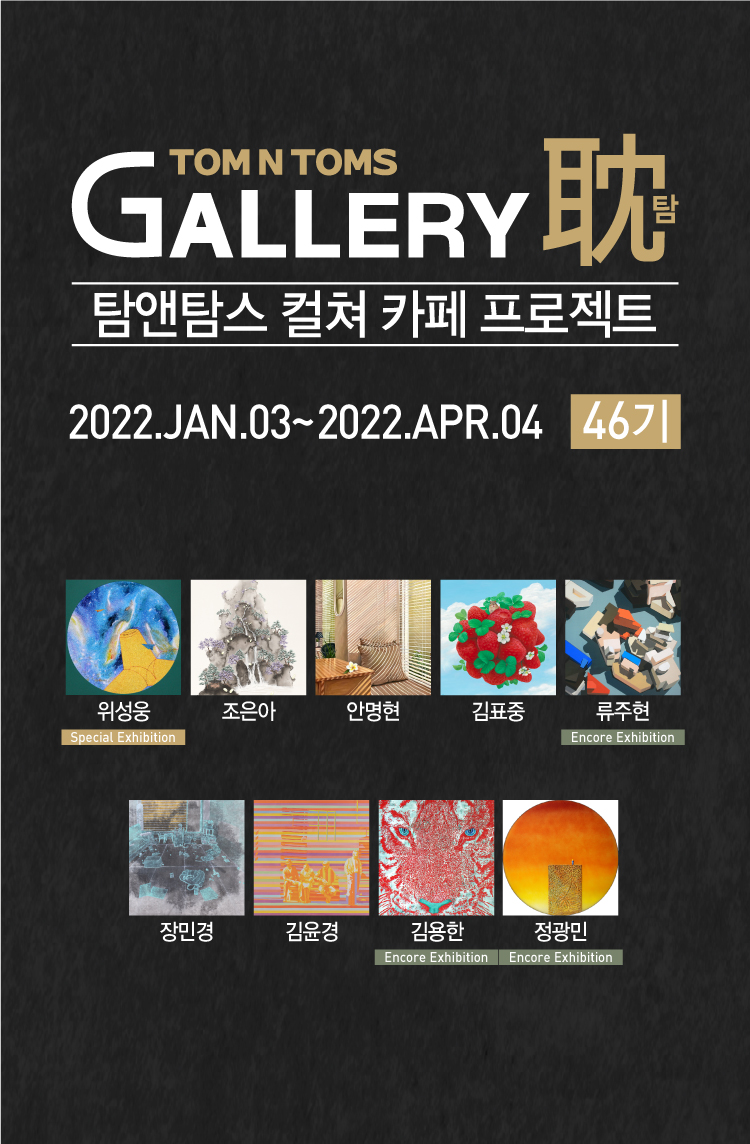 TOM N TOMS
GALLERY 耽 탐
탐앤탐스 컬쳐 카페 프로젝트
2022.JAN.03~2022.APR.04 46기
위성웅 조은아 안명현 김표중 류주현
Special Exhibition Encore Exhibition
장민경 김윤경 김용한 정광민
Encore Exhibition Encore Exhibition